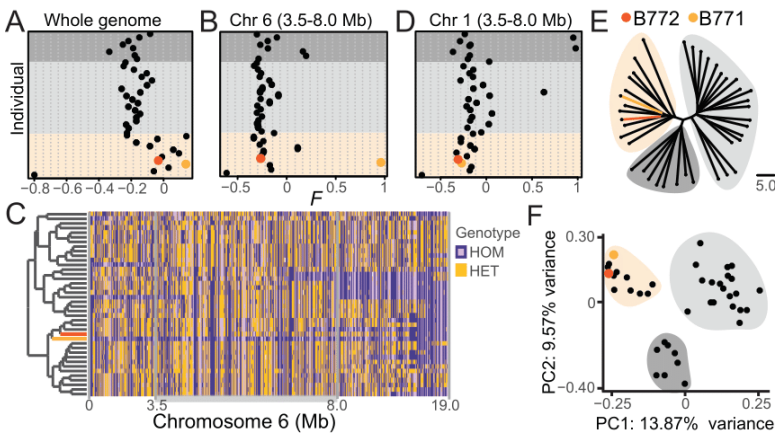 A Whole genome
B Chr 6 (3.5-8.0 Mb)
D Chr 1 (3.5-8.0 Mb)
E B772 B771
Individual
−0.8 −0.6 −0.4 −0.2 0
−0.5 0 0.5 1
−0.5 0 0.5 1
F
5.0
C
Genotype
HOM
HET
0 3.5 8.0 19.0
Chromosome 6 (Mb)
F
PC2: 9.57% variance
0.30
0
−0.40
−0.25 0 0.25
PC1: 13.87% variance